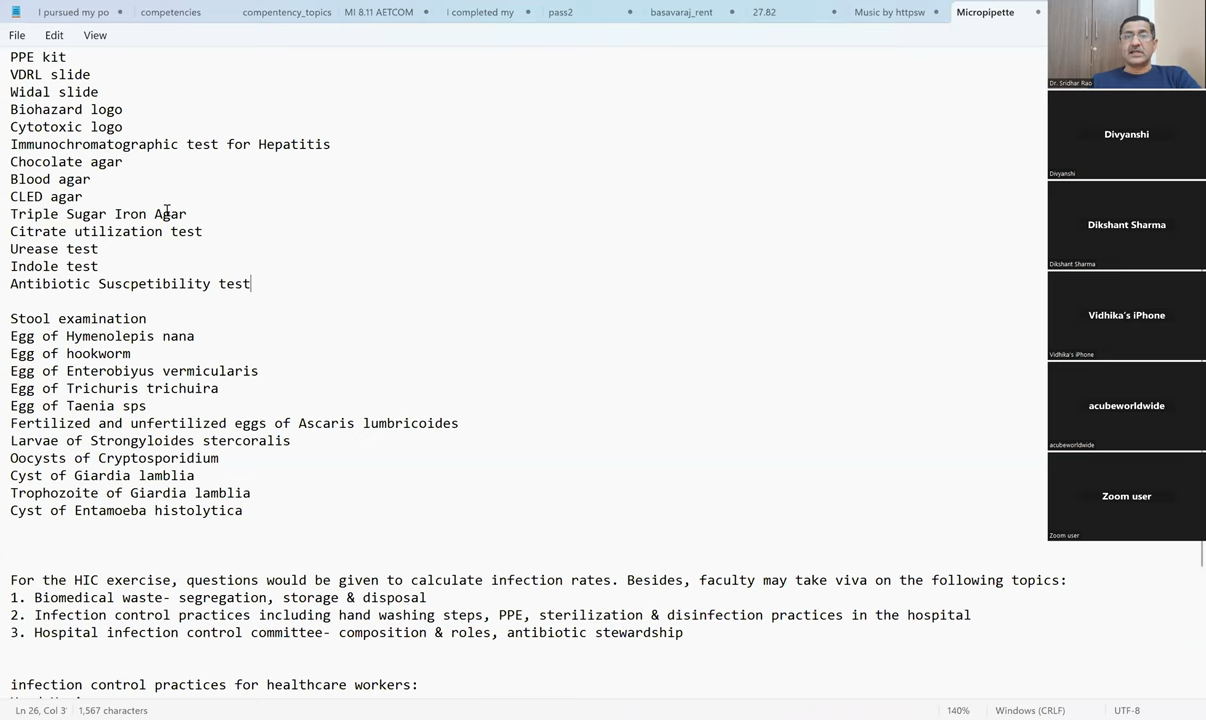 I pursued my po
competencies
compentency_topics
MI 8.11 AETCOM
I completed my
pass2
basavaraj_rent
27.82
Music by httpsw
Micropipette
File
Edit
View
PPE kit
VDRL slide
Widal slide
Biohazard logo
Cytotoxic logo
Immunochromatographic test for Hepatitis
Chocolate agar
Blood agar
CLED agar
Triple Sugar Iron Agar
Citrate utilization test
Urease test
Indole test
Antibiotic Suscpetibility test
Stool examination
Egg of Hymenolepis nana
Egg of hookworm
Egg of Enterobiyus vermicularis
Egg of Trichuris trichuira
Egg of Taenia sps
Fertilized and unfertilized eggs of Ascaris lumbricoides
Larvae of Strongyloides stercoralis
Oocysts of Cryptosporidium
Cyst of Giardia lamblia
Trophozoite of Giardia lamblia
Cyst of Entamoeba histolytica
For the HIC exercise, questions would be given to calculate infection rates. Besides, faculty may take viva on the following topics:
1. Biomedical waste- segregation, storage & disposal
2. Infection control practices including hand washing steps, PPE, sterilization & disinfection practices in the hospital
3. Hospital infection control committee- composition & roles, antibiotic stewardship
infection control practices for healthcare workers:
Ln 26, Col 3
1,567 characters
140%
Windows (CRLF)
UTF-8
Dr. Sridhar Rao
Divyanshi
Divyanshi
Dikshant Sharma
Dikshant Sharma
Vidhika's iPhone
Vidhika's iPhone
acubeworldwide
acubeworldwide
Zoom user
Zoom user